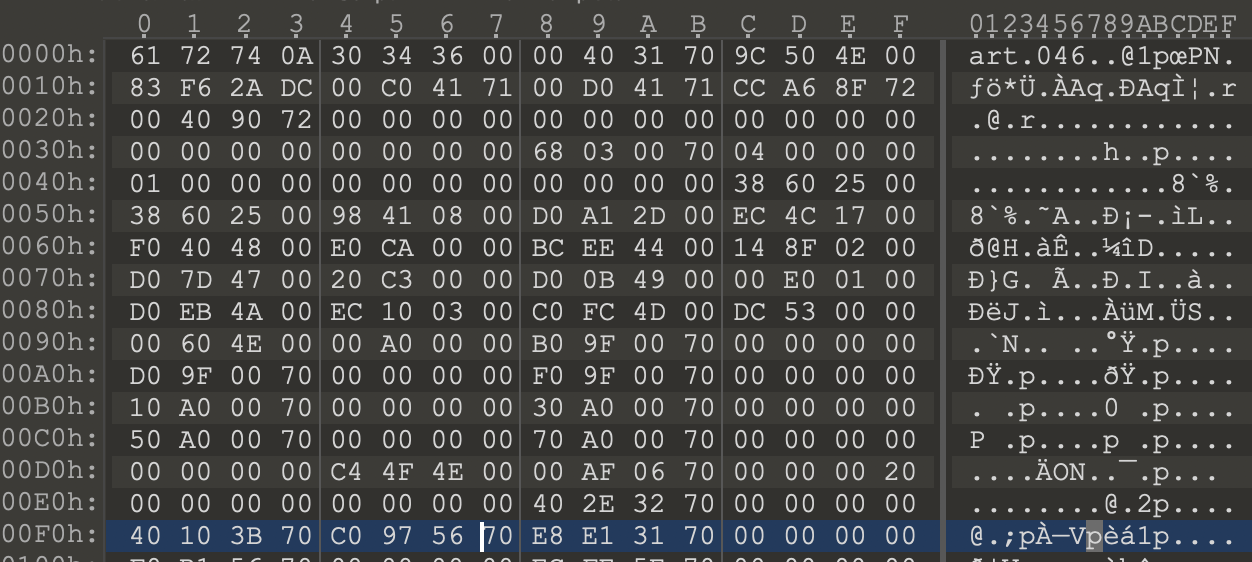 0 1 2 3 4 5 6 7 8 9 A B C D E F 0123456789ABCDEF
0000h: 61 72 74 0A 30 34 36 00 00 40 31 70 9C 50 4E 00 art.046..@1pœPN.
0010h: 83 F6 2A DC 00 C0 41 71 00 D0 41 71 CC A6 8F 72 ƒö*Ü.ÀAq.ÐAqÌ¦.r
0020h: 00 40 90 72 00 00 00 00 00 00 00 00 00 00 00 00 .@.r............
0030h: 00 00 00 00 00 00 00 00 68 03 00 70 04 00 00 00 ........h..p....
0040h: 01 00 00 00 00 00 00 00 00 00 00 00 38 60 25 00 ............8`%.
0050h: 38 60 25 00 98 41 08 00 D0 A1 2D 00 EC 4C 17 00 8`%.˜A..Ð¡-.ìL..
0060h: F0 40 48 00 E0 CA 00 00 BC EE 44 00 14 8F 02 00 ð@H.àÊ..¼îD.....
0070h: D0 7D 47 00 20 C3 00 00 D0 0B 49 00 00 E0 01 00 Ð}G. Ã..Ð.I..à..
0080h: D0 EB 4A 00 EC 10 03 00 C0 FC 4D 00 DC 53 00 00 ÐëJ.ì...ÀüM.ÜS..
0090h: 00 60 4E 00 00 A0 00 00 B0 9F 00 70 00 00 00 00 .`N.. ..°Ÿ.p....
00A0h: D0 9F 00 70 00 00 00 00 F0 9F 00 70 00 00 00 00 ÐŸ.p....ðŸ.p....
00B0h: 10 A0 00 70 00 00 00 00 30 A0 00 70 00 00 00 00 . .p....0 .p....
00C0h: 50 A0 00 70 00 00 00 00 70 A0 00 70 00 00 00 00 P .p....p .p....
00D0h: 00 00 00 00 C4 4F 4E 00 00 AF 06 70 00 00 00 20 ....ÄON..¯.p...
00E0h: 00 00 00 00 00 00 00 00 40 2E 32 70 00 00 00 00 ........@.2p....
00F0h: 40 10 3B 70 C0 97 56 70 E8 E1 31 70 00 00 00 00 @.;pÀ—Vpèá1p....